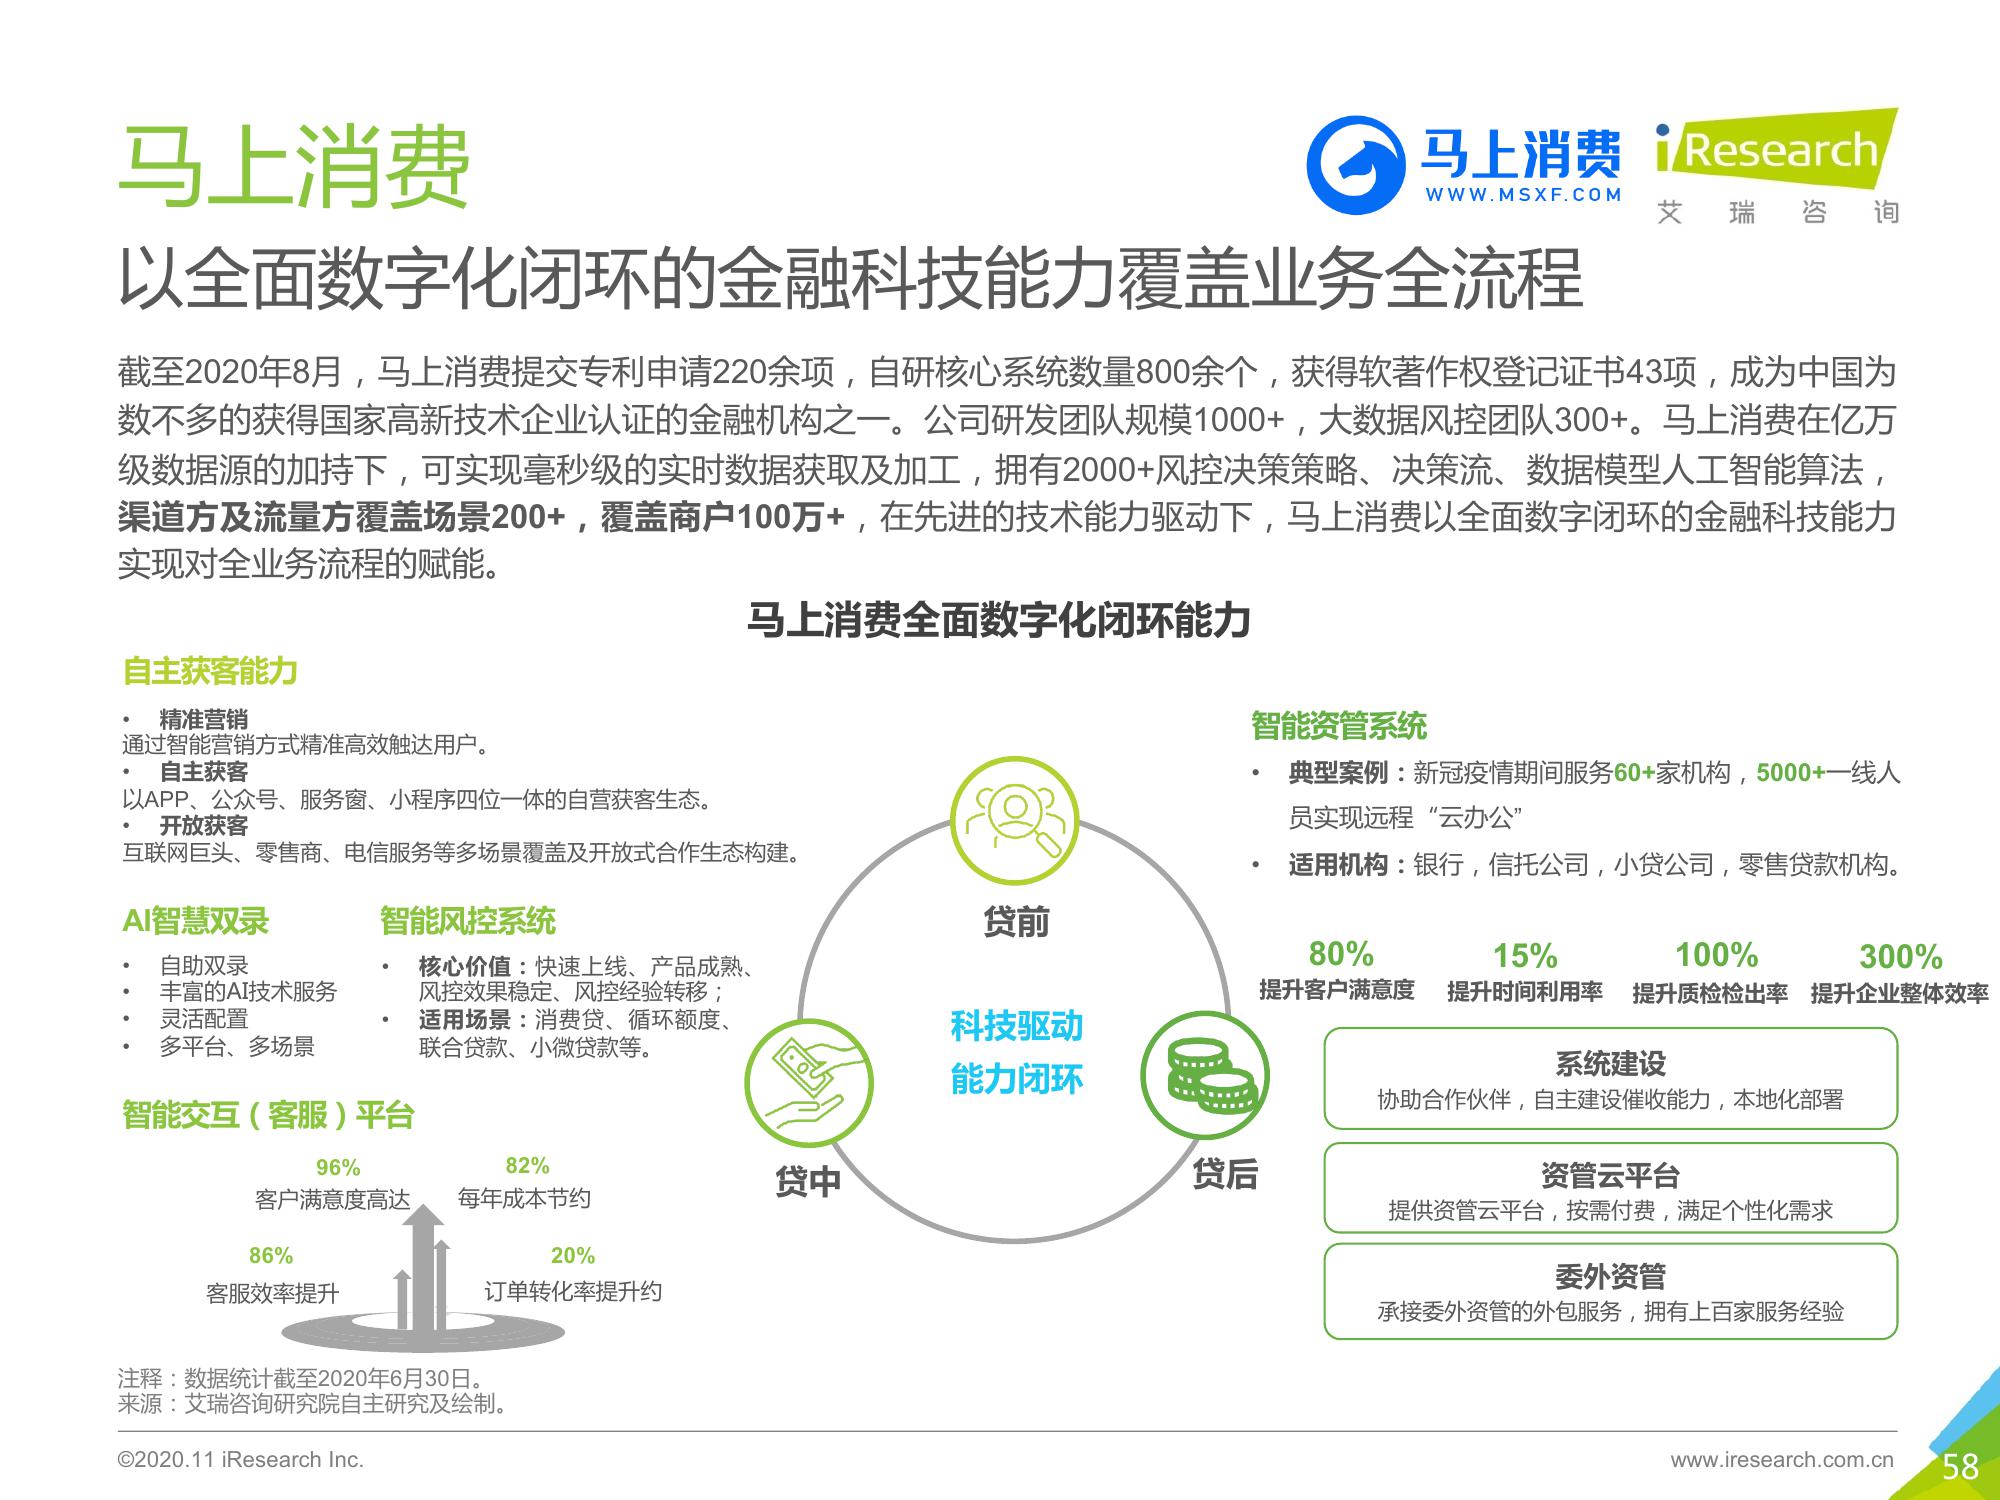 马上消费
马上消费
WWW.MSXF.COM
iResearch
艾瑞咨询
以全面数字化闭环的金融科技能力覆盖业务全流程
截至2020年8月，马上消费提交专利申请220余项，自研核心系统数量800余个，获得软著作权登记证书43项，成为中国为
数不多的获得国家高新技术企业认证的金融机构之一。公司研发团队规模1000+，大数据风控团队300+。马上消费在亿万
级数据源的加持下，可实现毫秒级的实时数据获取及加工，拥有2000+风控决策策略、决策流、数据模型人工智能算法，
渠道方及流量方覆盖场景200+，覆盖商户100万+，在先进的技术能力驱动下，马上消费以全面数字闭环的金融科技能力
实现对全业务流程的赋能。
马上消费全面数字化闭环能力
自主获客能力
• 精准营销
通过智能营销方式精准高效触达用户。
• 自主获客
以APP、公众号、服务窗、小程序四位一体的自营获客生态。
• 开放获客
互联网巨头、零售商、电信服务等多场景覆盖及开放式合作生态构建。
AI智慧双录
• 自助双录
• 丰富的AI技术服务
• 灵活配置
• 多平台、多场景
智能风控系统
• 核心价值：快速上线、产品成熟、
风控效果稳定、风控经验转移；
• 适用场景：消费贷、循环额度、
联合贷款、小微贷款等。
智能交互（客服）平台
96%
客户满意度高达
82%
每年成本节约
86%
客服效率提升
20%
订单转化率提升约
贷前
科技驱动
能力闭环
贷中
贷后
智能资管系统
• 典型案例：新冠疫情期间服务60+家机构，5000+一线人
员实现远程“云办公”
• 适用机构：银行，信托公司，小贷公司，零售贷款机构。
80%
提升客户满意度
15%
提升时间利用率
100%
提升质检检出率
300%
提升企业整体效率
系统建设
协助合作伙伴，自主建设催收能力，本地化部署
资管云平台
提供资管云平台，按需付费，满足个性化需求
委外资管
承接委外资管的外包服务，拥有上百家服务经验
注释：数据统计截至2020年6月30日。
来源：艾瑞咨询研究院自主研究及绘制。
©2020.11 iResearch Inc.
www.iresearch.com.cn
58